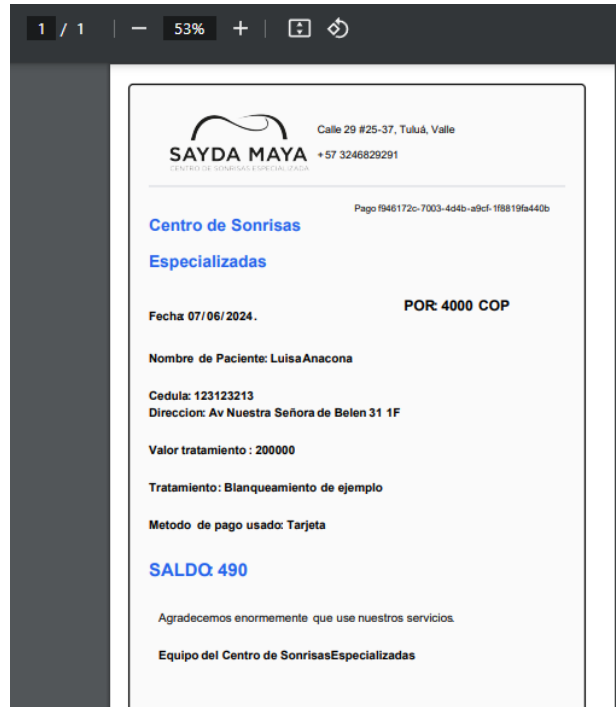 1 / 1 — 53% +
SAYDA MAYA
CENTRO DE SONRISAS ESPECIALIZADA
Calle 29 #25-37, Tuluá, Valle
+57 3246829291
Pago f946172c-7003-4d4b-a9cf-1f8819fa440b
Centro de Sonrisas
Especializadas
POR: 4000 COP
Fecha: 07/06/2024.
Nombre de Paciente: Luisa Anacona
Cedula: 123123213
Direccion: Av Nuestra Señora de Belen 31 1F
Valor tratamiento : 200000
Tratamiento: Blanqueamiento de ejemplo
Metodo de pago usado: Tarjeta
SALDO: 490
Agradecemos enormemente que use nuestros servicios.
Equipo del Centro de Sonrisas Especializadas